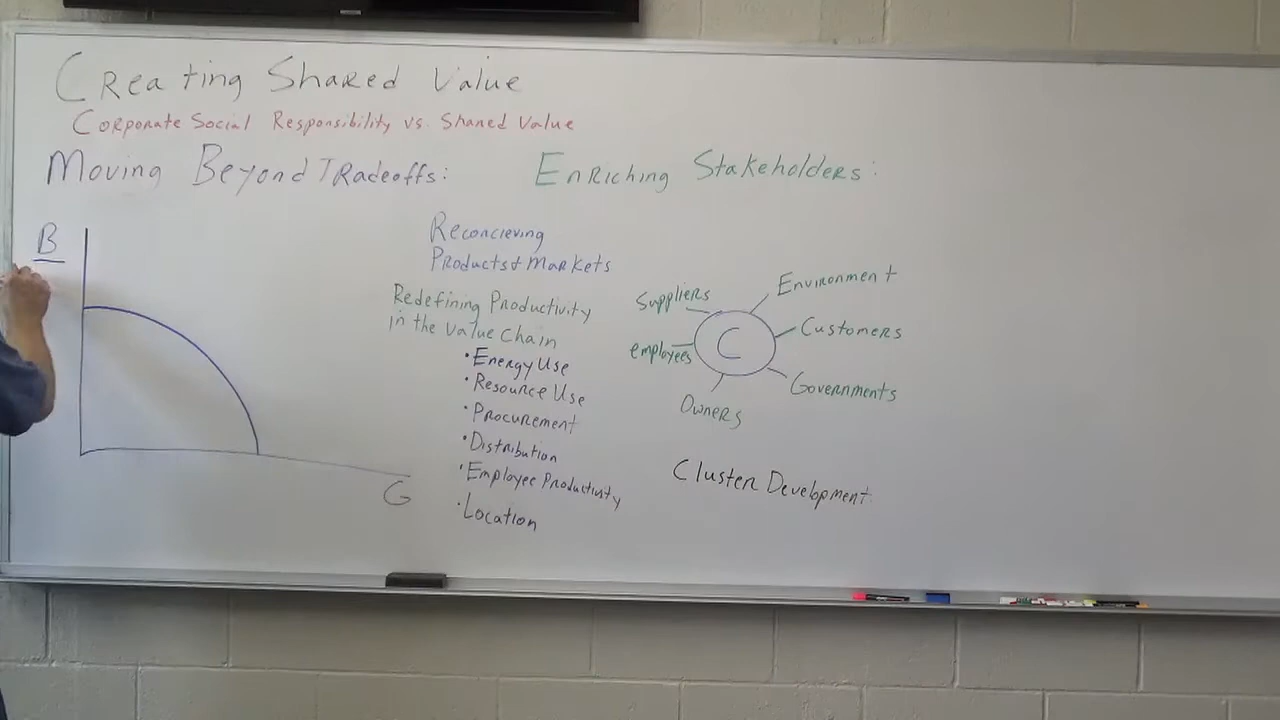 Creating Shared Value
Corporate Social Responsibility vs. Shared Value
Moving Beyond Tradeoffs:
B
G
Reconcieving
Products & Markets
Redefining Productivity
in the Value Chain
• Energy Use
• Resource Use
• Procurement
• Distribution
• Employee Productivity
• Location
Enriching Stakeholders:
Suppliers
Environment
employees
C
Customers
Governments
Owners
Cluster Development